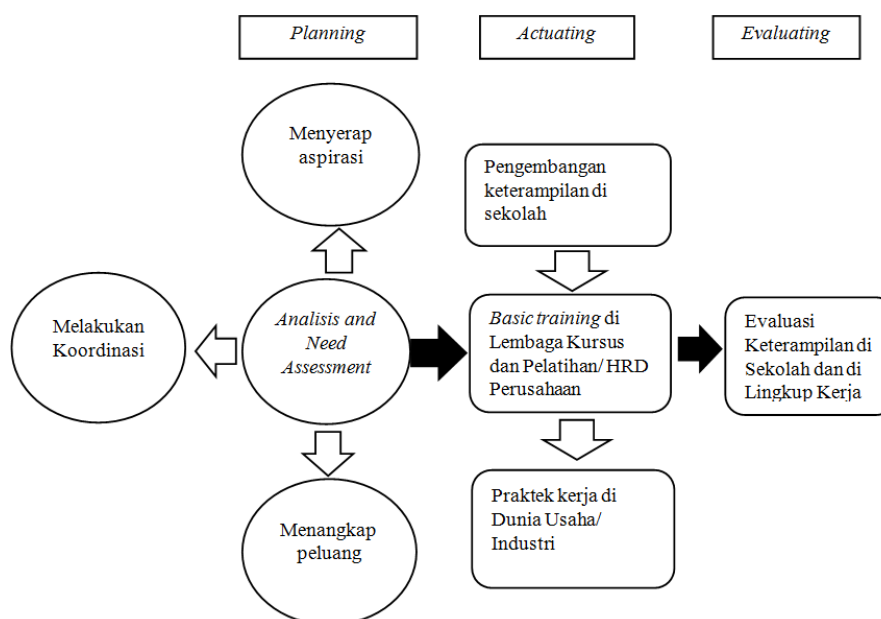 Planning
Actuating
Evaluating
Menyerap
aspirasi
Pengembangan
keterampilan di
sekolah
Melakukan
Koordinasi
Analisis and
Need
Assessment
Basic training di
Lembaga Kursus
dan Pelatihan/ HRD
Perusahaan
Evaluasi
Keterampilan di
Sekolah dan di
Lingkup Kerja
Menangkap
peluang
Praktek kerja di
Dunia Usaha/
Industri